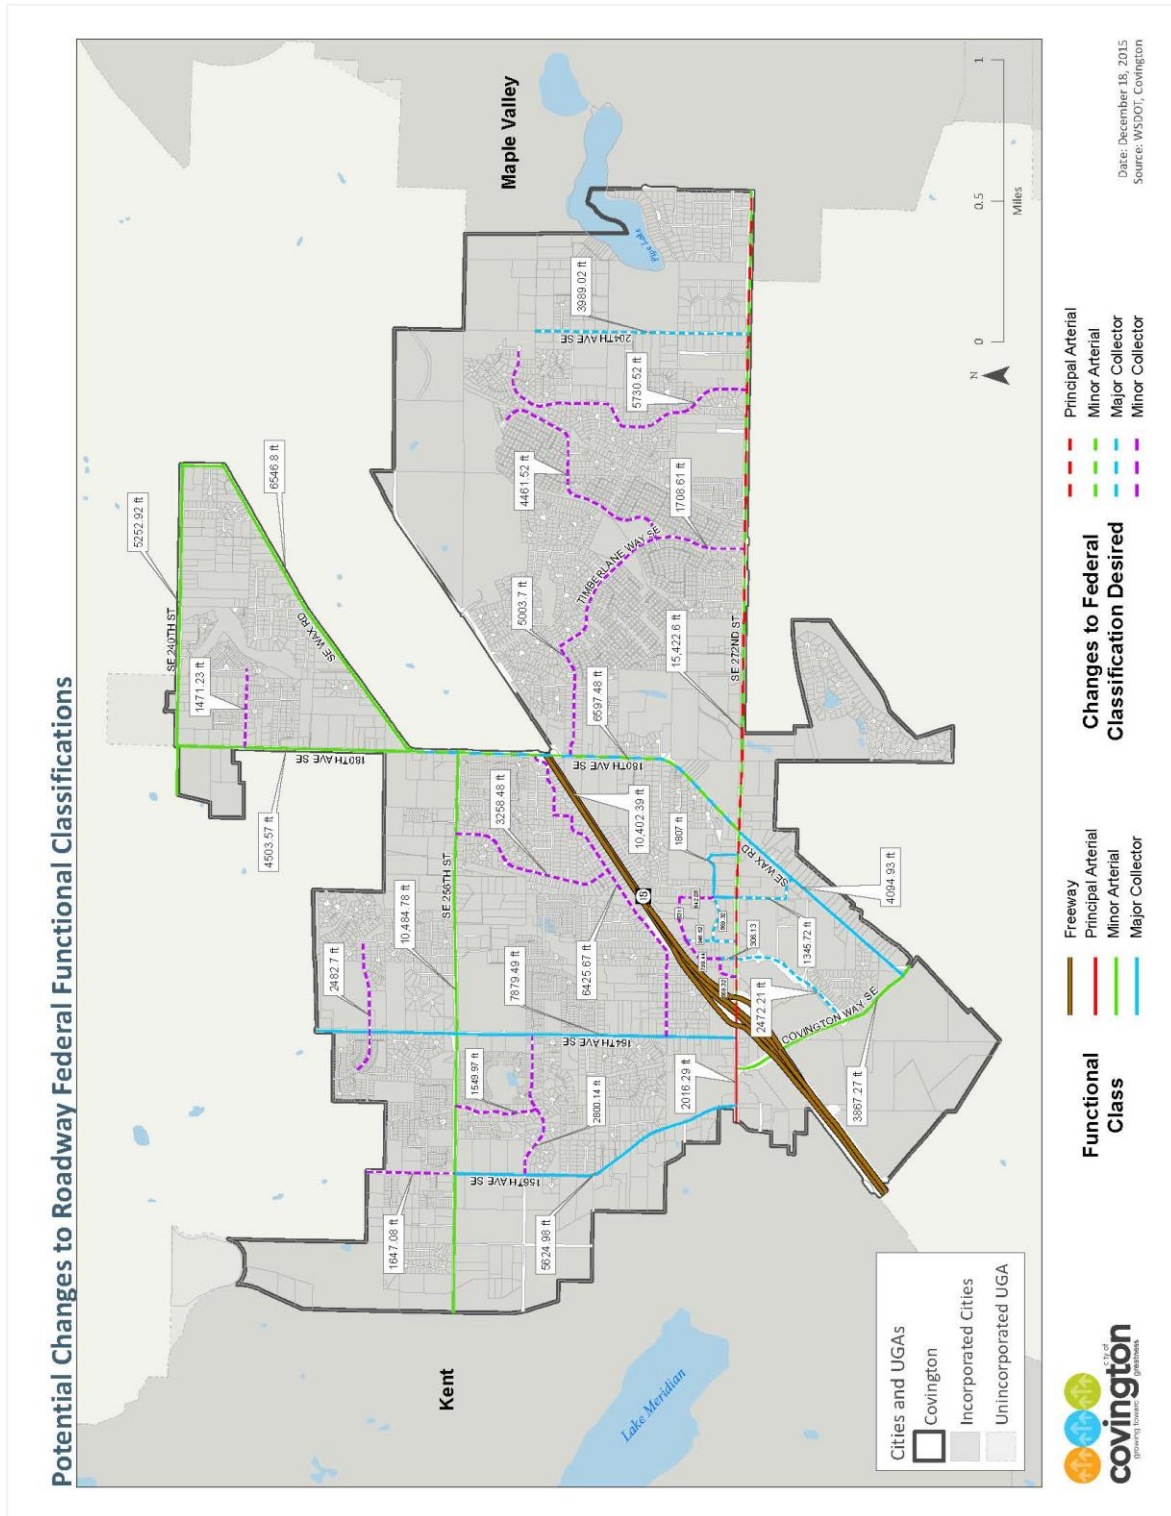 Potential Changes to Roadway Federal Functional Classifications
Kent
Maple Valley
Lake Meridian
Pipe Lake
5252.92 ft
SE 240TH ST
1471.23 ft
6546.8 ft
SE WAX RD
4503.57 ft
180TH AVE SE
2482.7 ft
10,484.78 ft
SE 256TH ST
3258.48 ft
1647.08 ft
1549.97 ft
7879.49 ft
6425.67 ft
2800.14 ft
156TH AVE SE
164TH AVE SE
5624.98 ft
2016.29 ft
18
10,402.39 ft
180TH AVE SE
6597.48 ft
5003.7 ft
TIMBERLANE WAY SE
4461.52 ft
1708.61 ft
5730.52 ft
204TH AVE SE
3989.02 ft
15,422.6 ft
SE 272ND ST
1807 ft
SE WAX RD
306.13
4094.93 ft
1345.72 ft
2472.21 ft
COVINGTON WAY SE
3867.27 ft
N
0
0.5
1
Miles
Cities and UGAs
Covington
Incorporated Cities
Unincorporated UGA
city of
covington
growing toward greatness
Functional
Class
Freeway
Principal Arterial
Minor Arterial
Major Collector
Changes to Federal
Classification Desired
Principal Arterial
Minor Arterial
Major Collector
Minor Collector
Date: December 18, 2015
Source: WSDOT, Covington